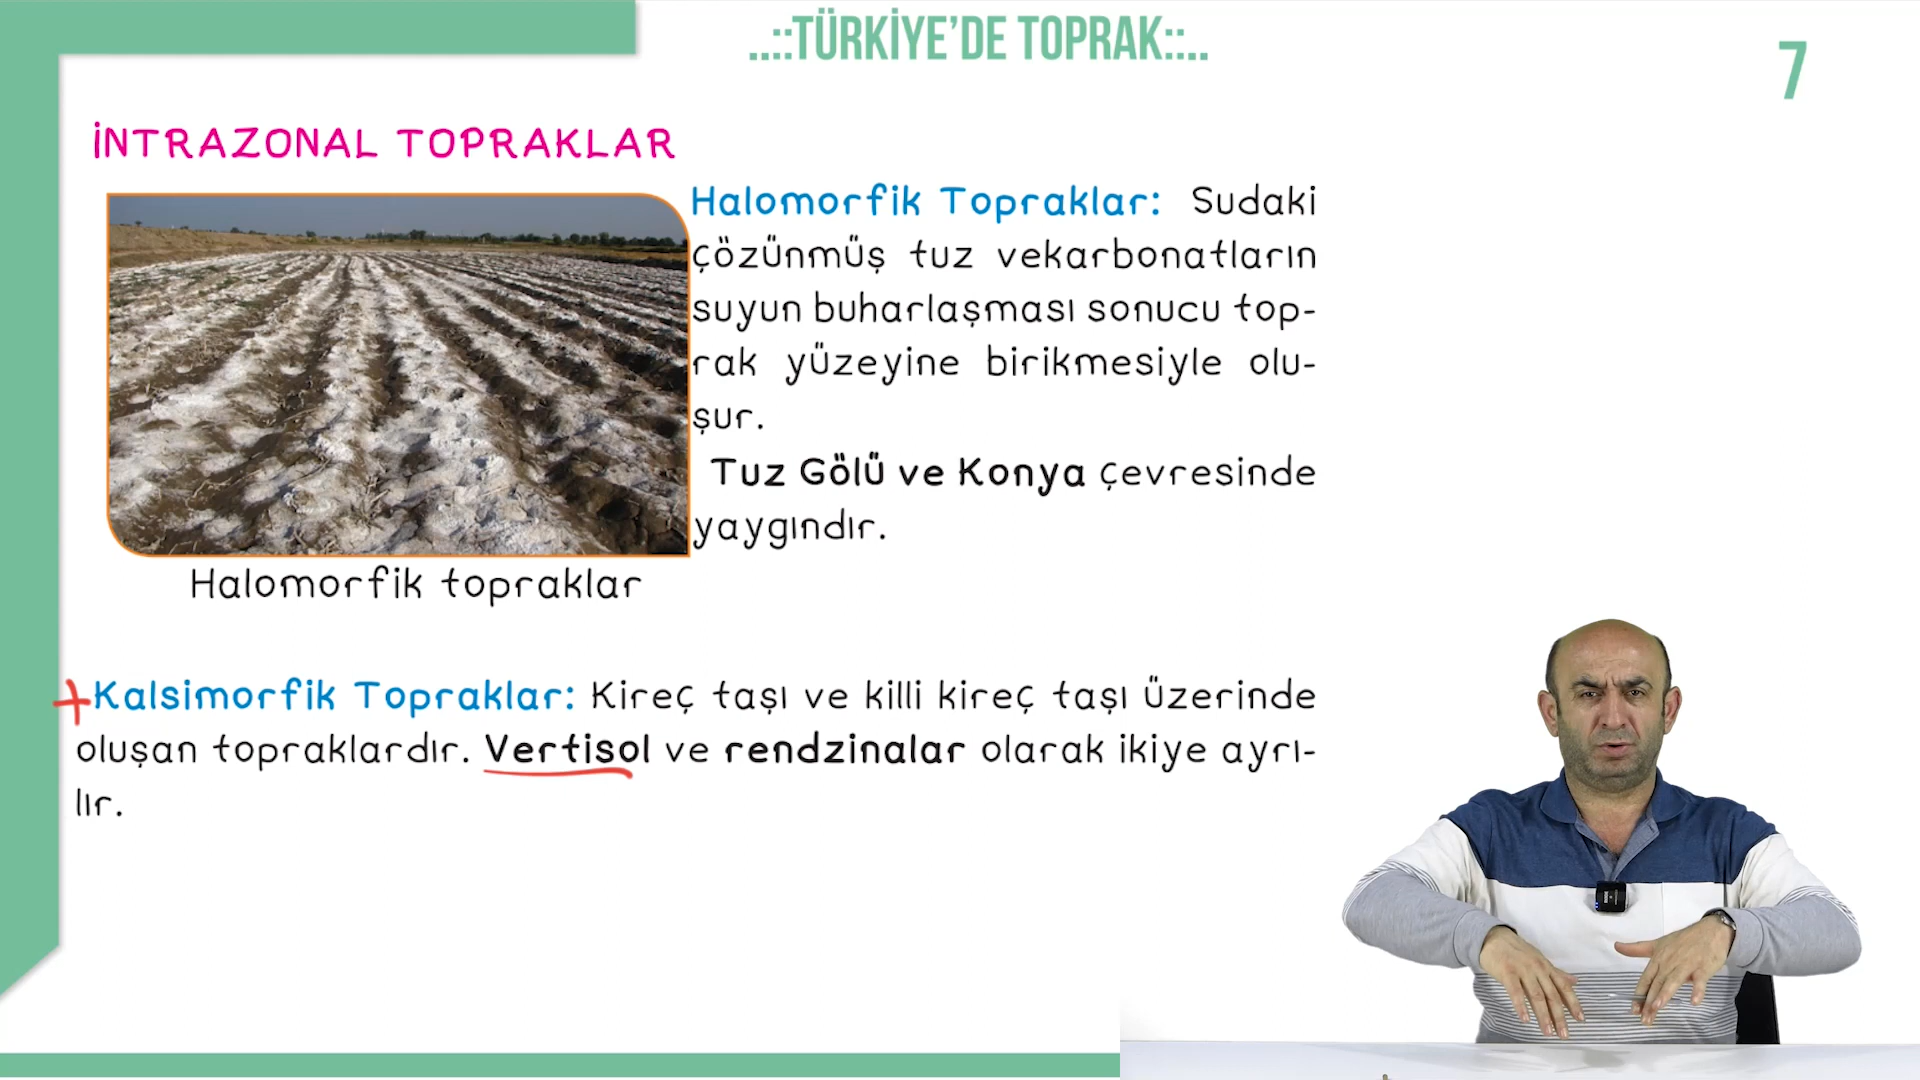 ..::TÜRKİYE’DE TOPRAK::..
7
İNTRAZONAL TOPRAKLAR
Halomorfik Topraklar: Sudaki
çözünmüş tuz vekarbonatların
suyun buharlaşması sonucu top-
rak yüzeyine birikmesiyle olu-
şur.
Tuz Gölü ve Konya çevresinde
yaygındır.
Halomorfik topraklar
Kalsimorfik Topraklar: Kireç taşı ve killi kireç taşı üzerinde
oluşan topraklardır. Vertisol ve rendzinalar olarak ikiye ayrı-
lır.